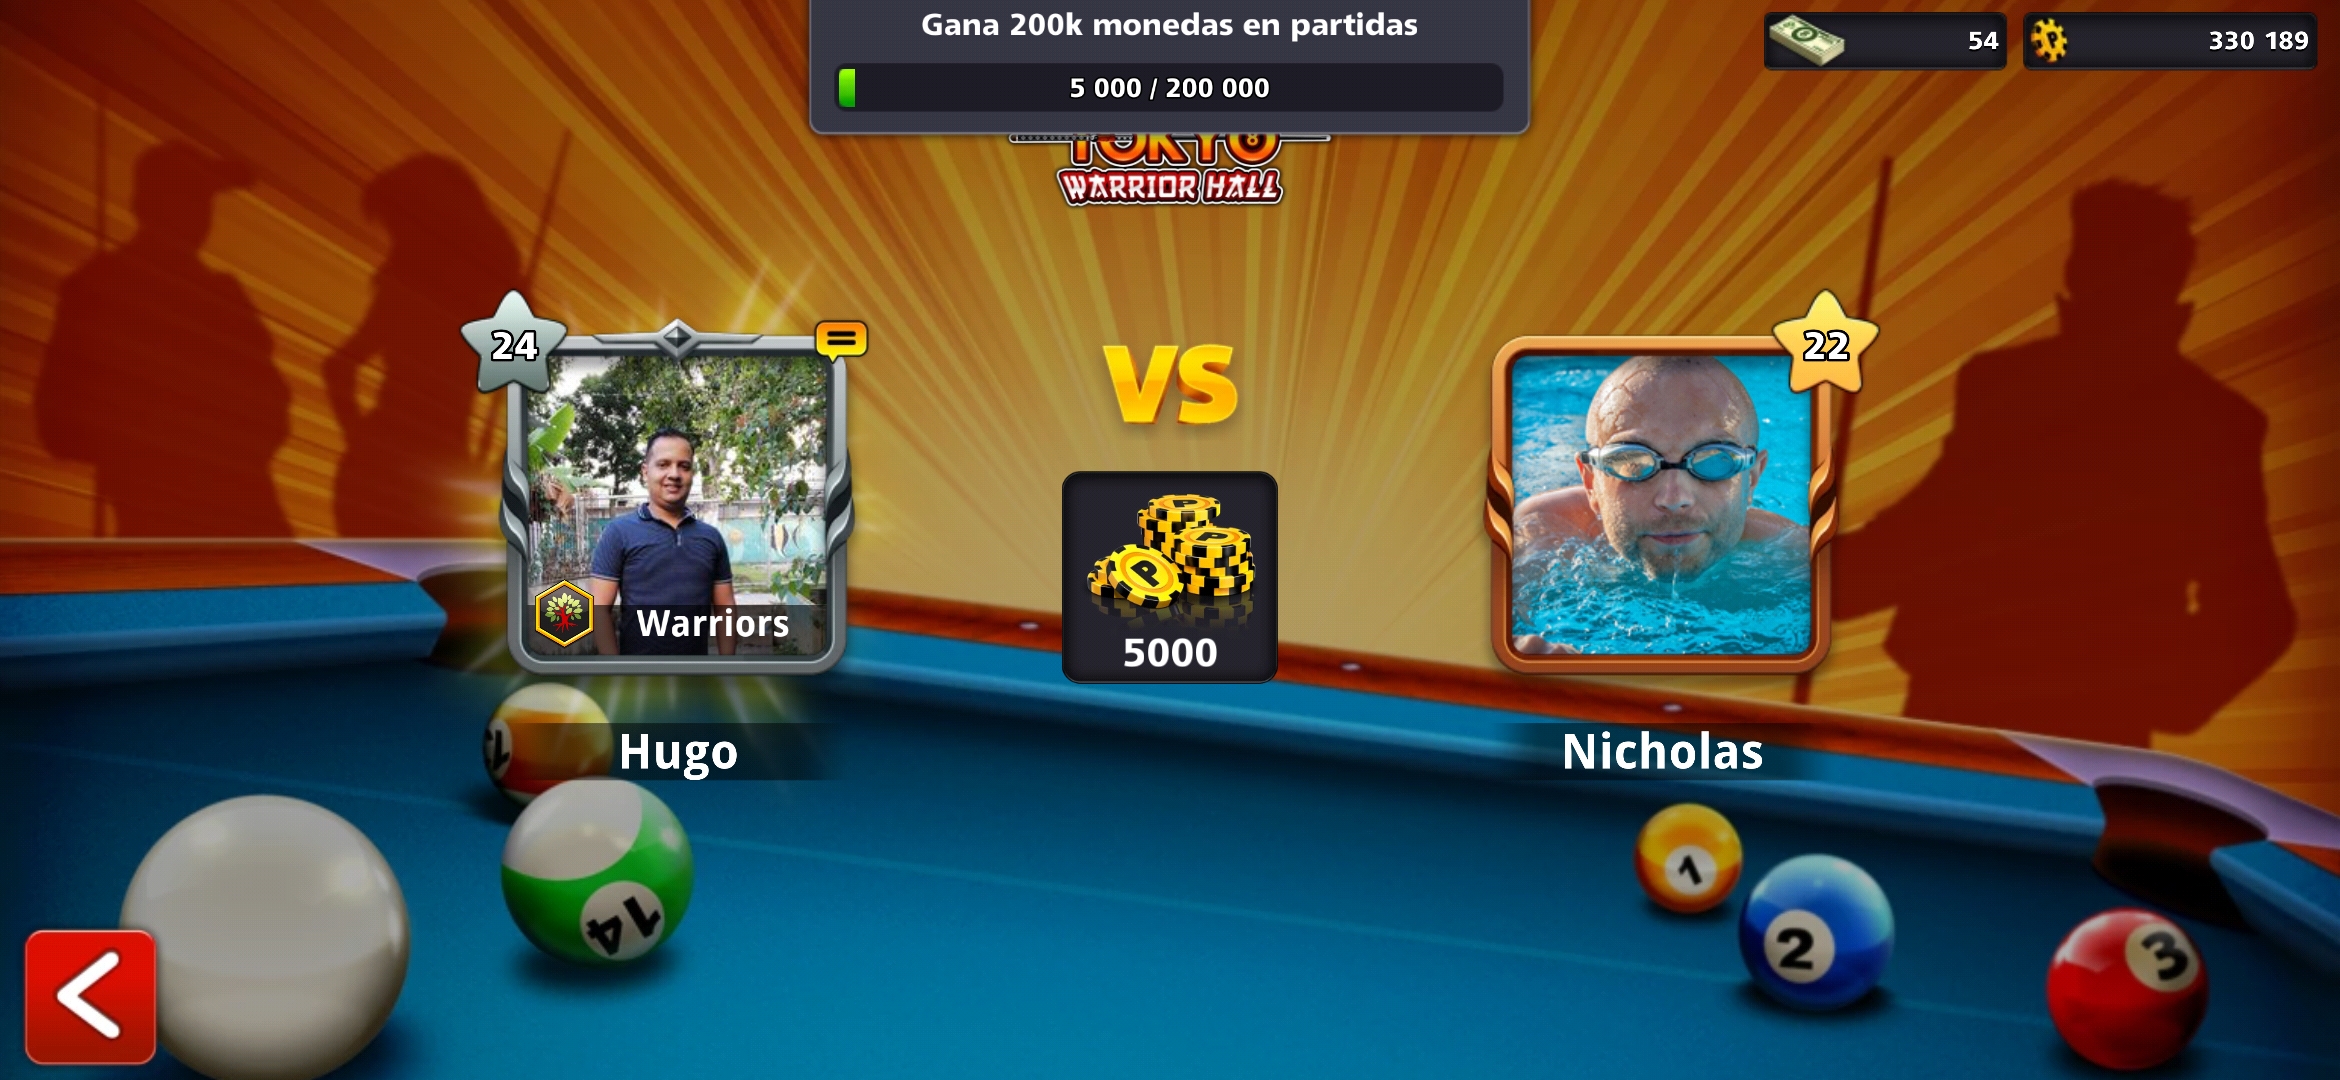 Gana 200k monedas en partidas
5 000 / 200 000
54
330 189
TOKYO
WARRIOR HALL
24
22
VS
Warriors
5000
Hugo
Nicholas
14
1
2
3